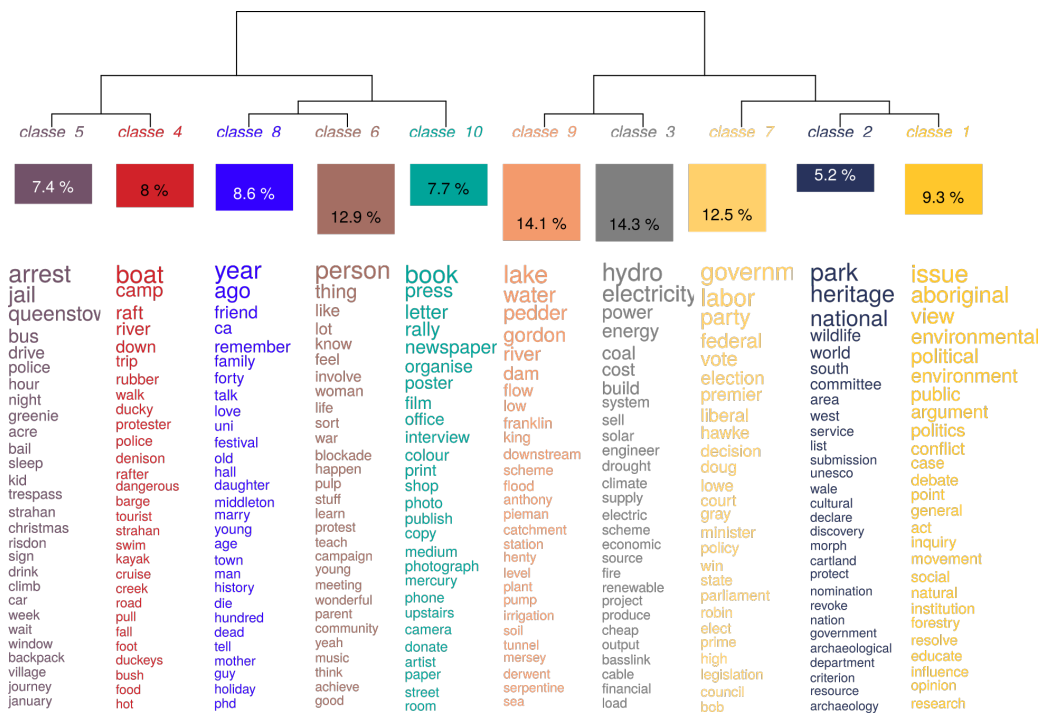 classe 5 classe 4 classe 8 classe 6 classe 10 classe 9 classe 3 classe 7 classe 2 classe 1
7.4 % 8 % 8.6 % 12.9 % 7.7 % 14.1 % 14.3 % 12.5 % 5.2 % 9.3 %
arrest
jail
queenstow
bus
drive
police
hour
night
greenie
acre
bail
sleep
kid
trespass
strahan
christmas
risdon
sign
drink
climb
car
week
wait
window
backpack
village
journey
january
boat
camp
raft
river
down
trip
rubber
walk
ducky
protester
police
denison
rafter
dangerous
barge
tourist
strahan
swim
kayak
cruise
creek
road
pull
fall
foot
duckeys
bush
food
hot
year
ago
friend
ca
remember
family
forty
talk
love
uni
festival
old
hall
daughter
middleton
marry
young
age
town
man
history
die
hundred
dead
tell
mother
guy
holiday
phd
person
thing
like
lot
know
feel
involve
woman
life
sort
war
blockade
happen
pulp
stuff
learn
protest
teach
campaign
young
meeting
wonderful
parent
community
yeah
music
think
achieve
good
book
press
letter
rally
newspaper
organise
poster
film
office
interview
colour
print
shop
photo
publish
copy
medium
photograph
mercury
phone
upstairs
camera
donate
artist
paper
street
room
lake
water
pedder
gordon
river
dam
flow
low
franklin
king
downstream
scheme
flood
anthony
pieman
catchment
station
henty
level
plant
pump
irrigation
soil
tunnel
mersey
derwent
serpentine
sea
hydro
electricity
power
energy
coal
cost
build
system
sell
solar
engineer
drought
climate
supply
electric
scheme
economic
source
fire
renewable
project
produce
cheap
output
basslink
cable
financial
load
governm
labor
party
federal
vote
election
premier
liberal
hawke
decision
doug
lowe
court
gray
minister
policy
win
state
parliament
robin
elect
prime
high
legislation
council
bob
park
heritage
national
wildlife
world
south
committee
area
west
service
list
submission
unesco
wale
cultural
declare
discovery
morph
cartland
protect
nomination
revoke
nation
government
archaeological
department
criterion
resource
archaeology
issue
aboriginal
view
environmental
political
environment
public
argument
politics
conflict
case
debate
point
general
act
inquiry
movement
social
natural
institution
forestry
resolve
educate
influence
opinion
research